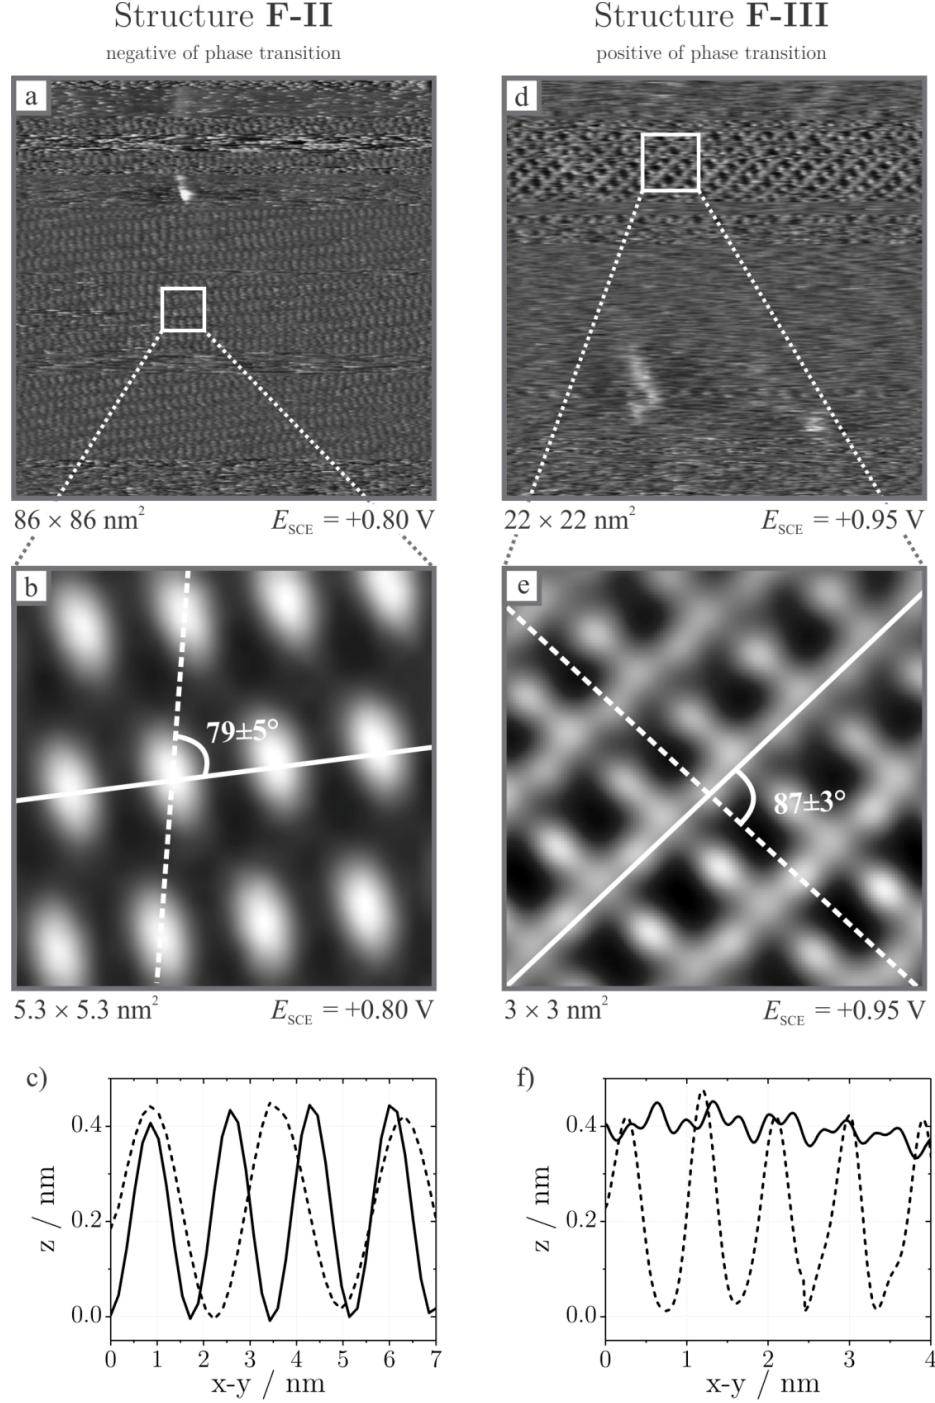 Structure F-II
negative of phase transition
Structure F-III
positive of phase transition
a
86 × 86 nm²
E_SCE = +0.80 V
d
22 × 22 nm²
E_SCE = +0.95 V
b
79±5°
5.3 × 5.3 nm²
E_SCE = +0.80 V
e
87±3°
3 × 3 nm²
E_SCE = +0.95 V
c)
z / nm
0.4
0.2
0.0
0 1 2 3 4 5 6 7
x-y / nm
f)
z / nm
0.4
0.2
0.0
0 1 2 3 4
x-y / nm